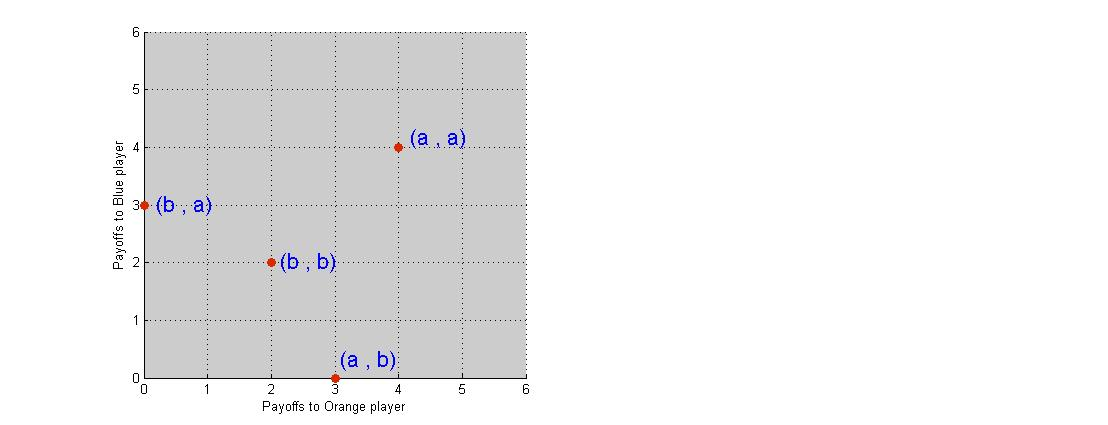 6
5
4
3
2
1
0
Payoffs to Blue player
(a , a)
(b , a)
(b , b)
(a , b)
0 1 2 3 4 5 6
Payoffs to Orange player